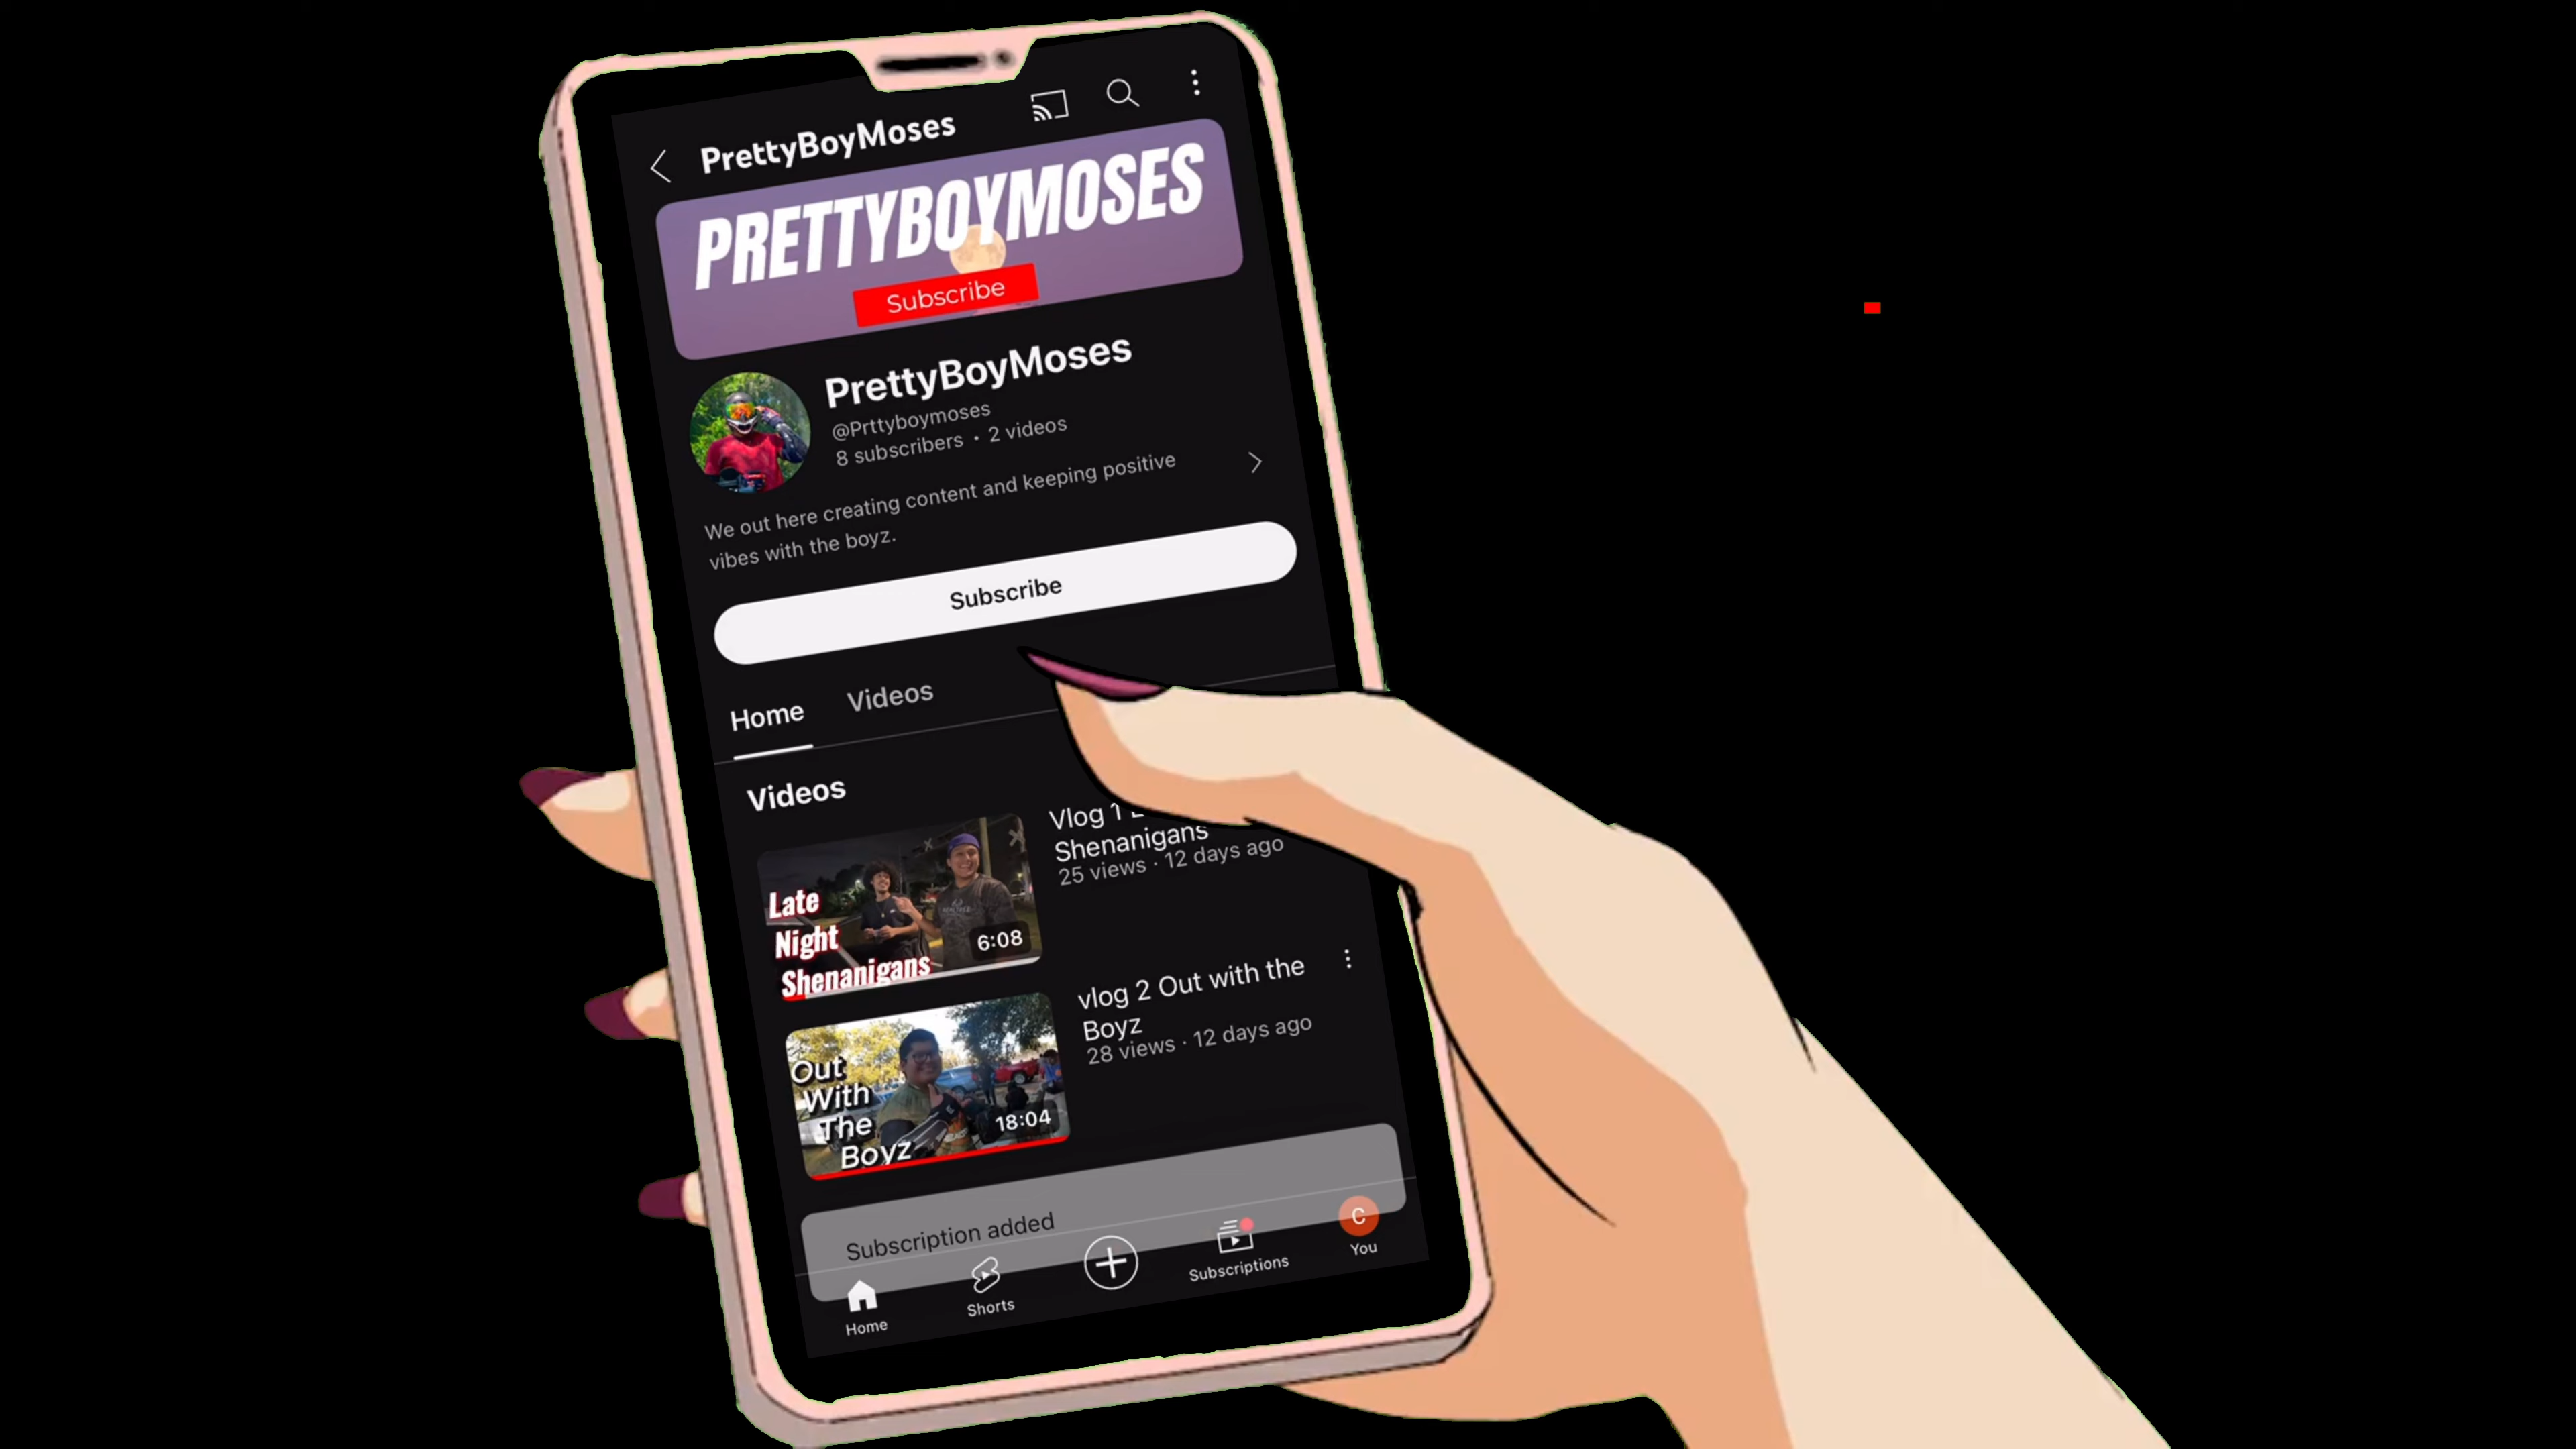 PrettyBoyMoses
PRETTYBOYMOSES
Subscribe
PrettyBoyMoses
@Prttyboymoses
8 subscribers • 2 videos
We out here creating content and keeping positive
vibes with the boyz.
Subscribe
Home Videos
Videos
Late
Night
Shenanigans
6:08
Vlog 1
Shenanigans
25 views · 12 days ago
Out
With
The
Boyz
18:04
vlog 2 Out with the
Boyz
28 views · 12 days ago
Subscription added
Home
Shorts
Subscriptions
C
You